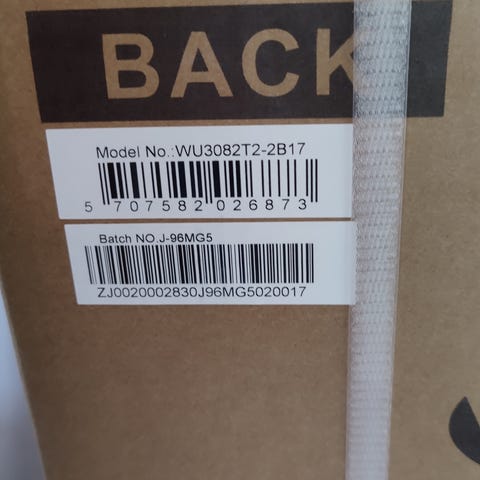 BACK
Model No.:WU3082T2-2B17
5 707582 026873
Batch NO.J-96MG5
ZJ0020002830J96MG5020017